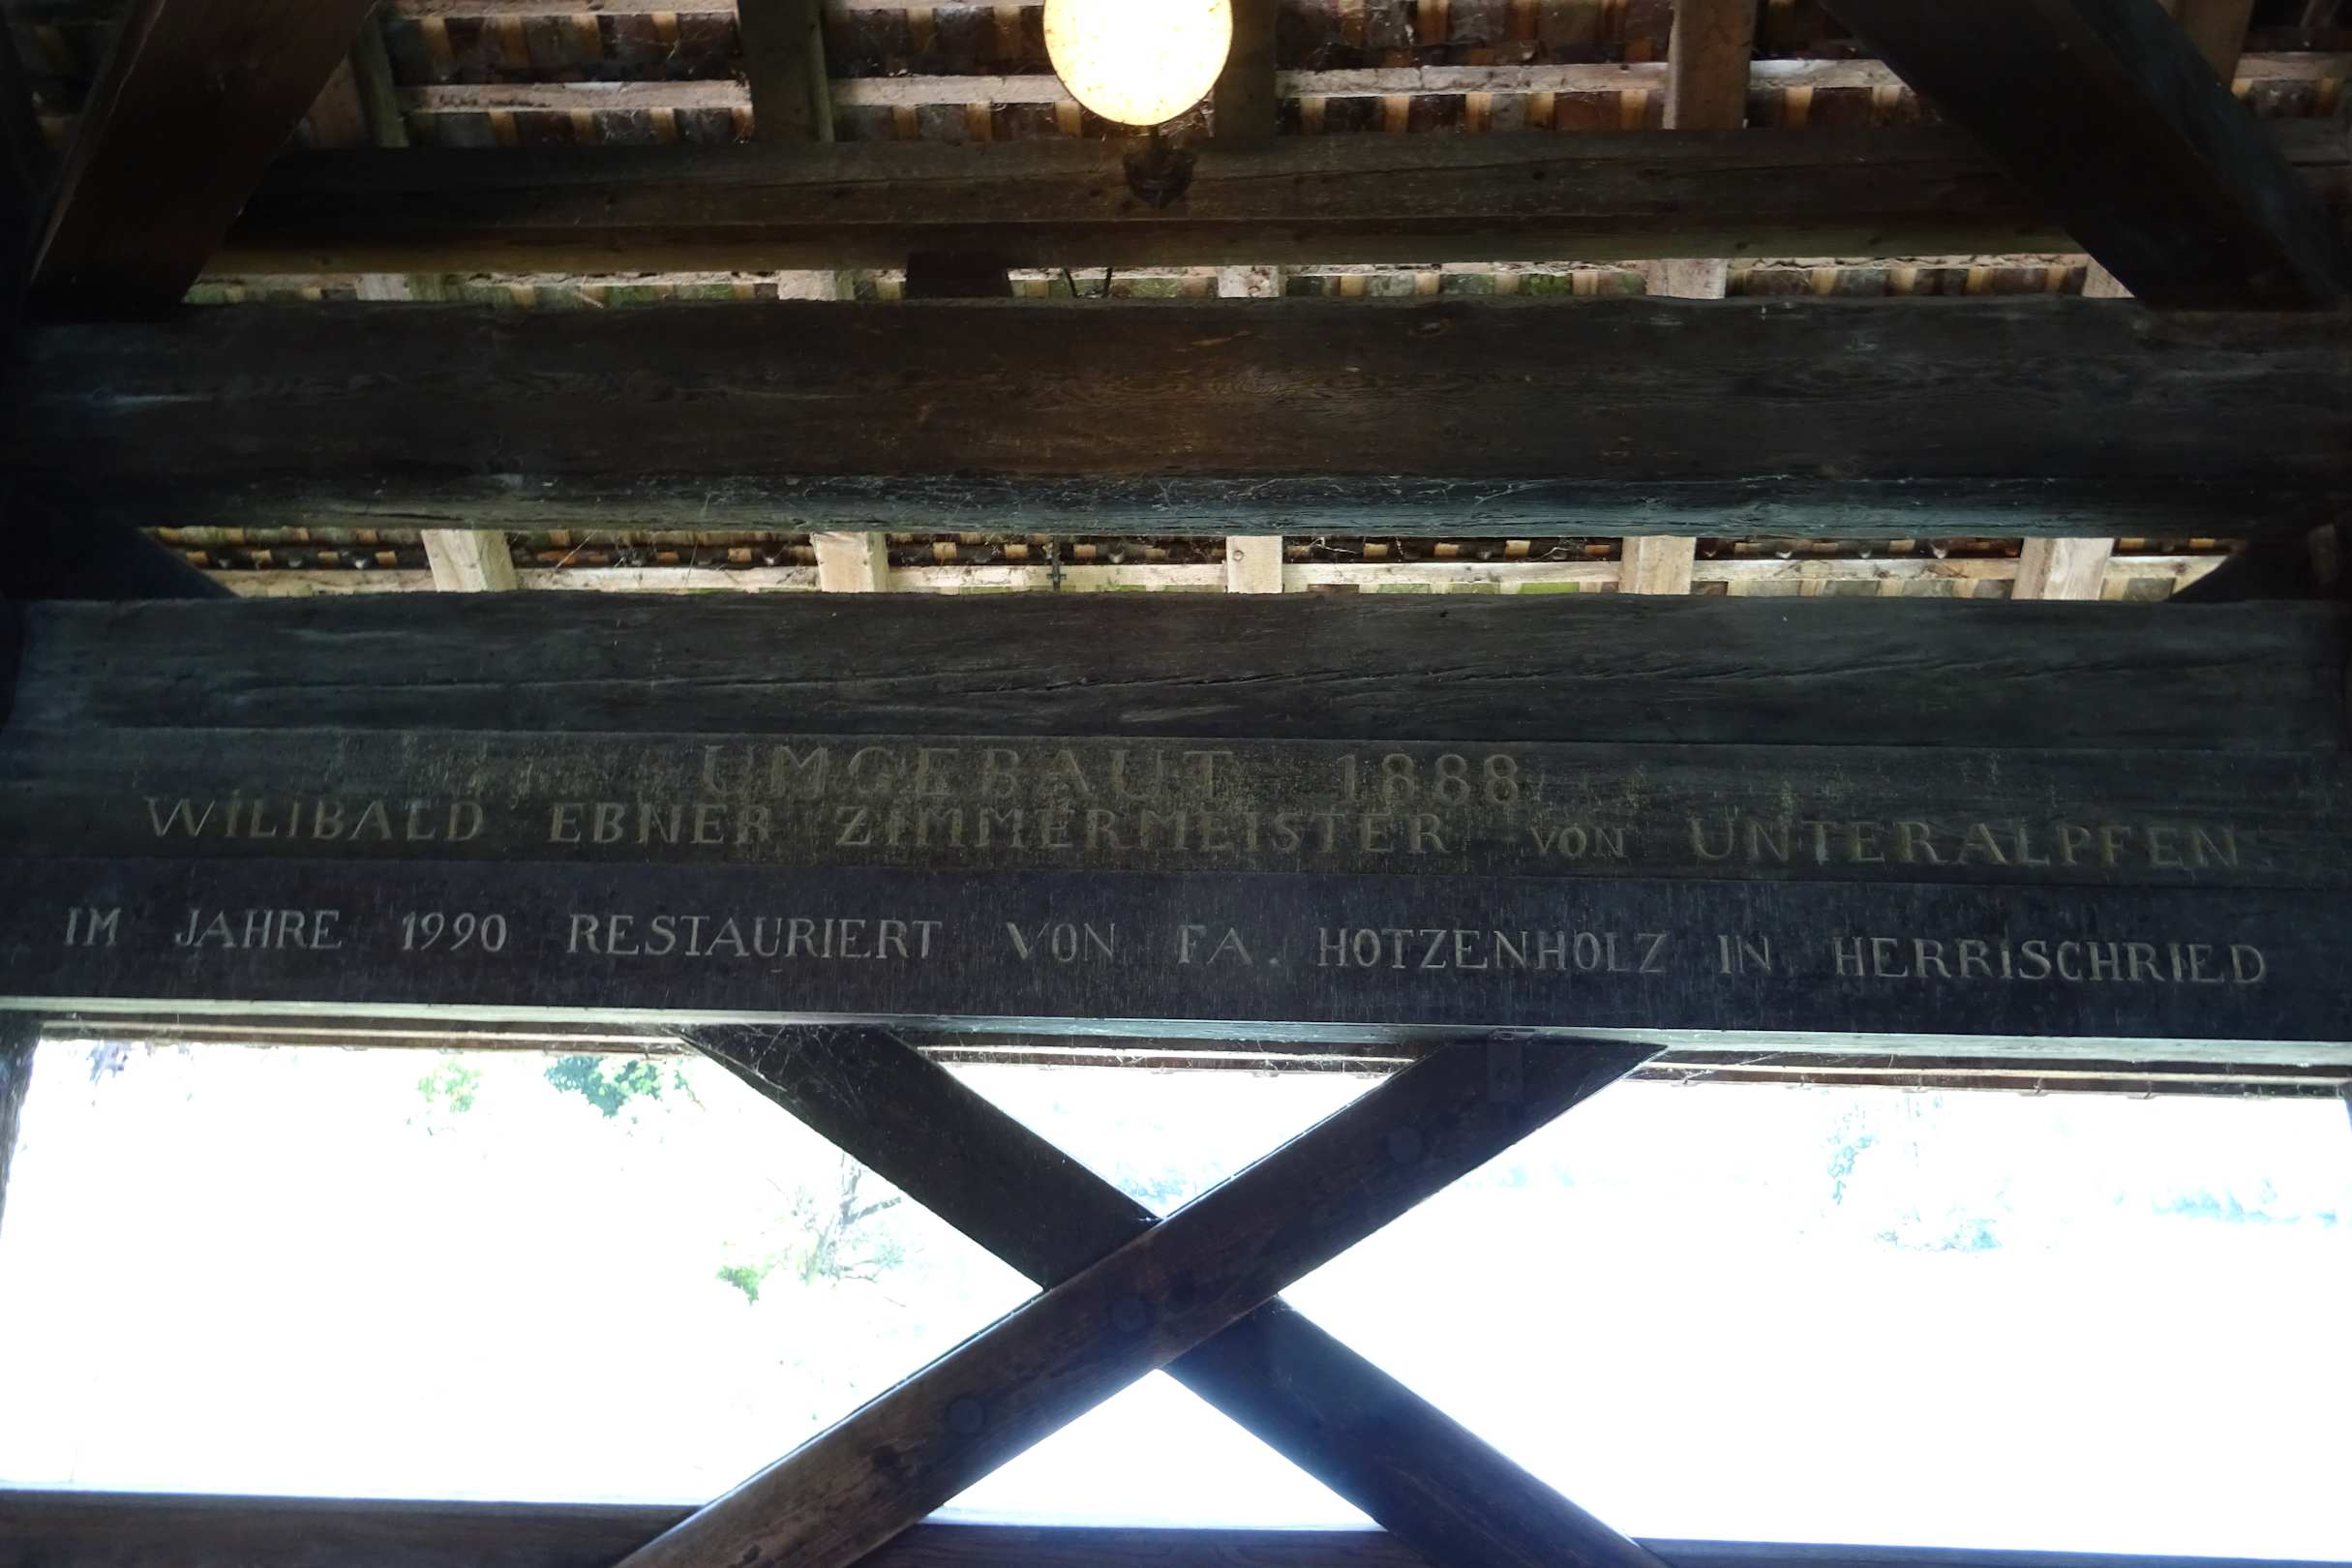 UMGEBAUT 1888
WILIBALD EBNER ZIMMERMEISTER VON UNTERALPFEN
IM JAHRE 1990 RESTAURIERT VON FA. HOTZENHOLZ IN HERRISCHRIED